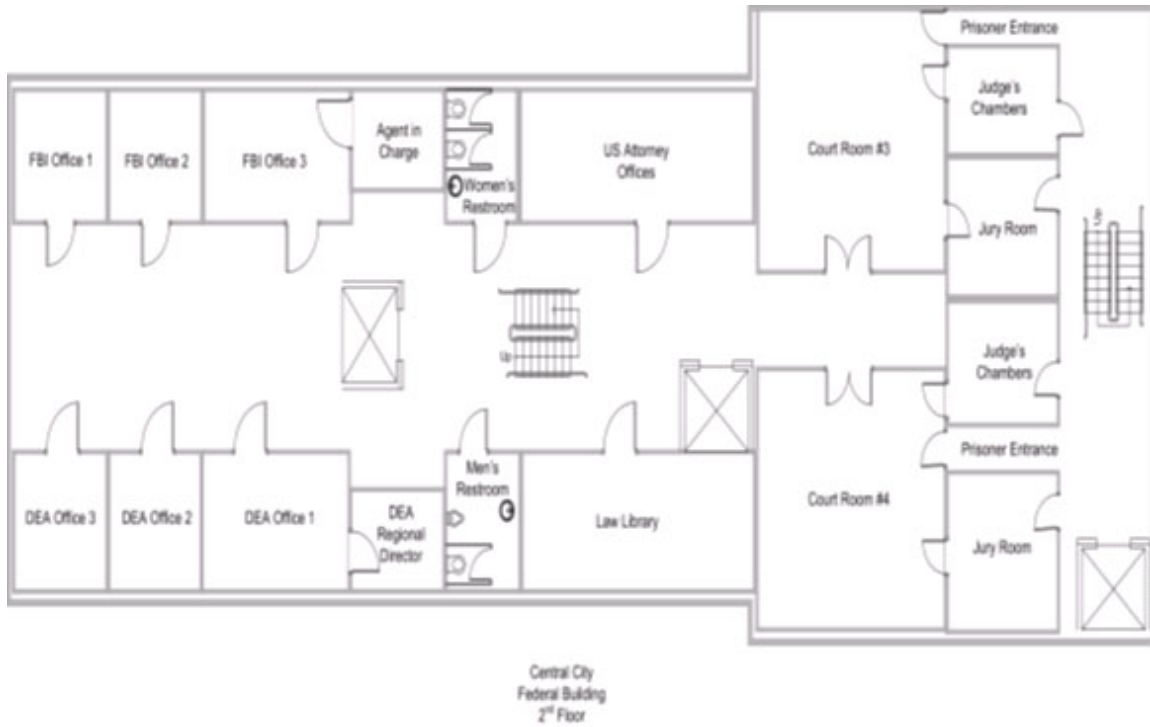 Prisoner Entrance
Judge's
Chambers
FBI Office 1
FBI Office 2
FBI Office 3
Agent in
Charge
Women's
Restroom
US Attorney
Offices
Court Room #3
Jury Room
Up
Up
Judge's
Chambers
Prisoner Entrance
DEA Office 3
DEA Office 2
DEA Office 1
DEA
Regional
Director
Men's
Restroom
Law Library
Court Room #4
Jury Room
Central City
Federal Building
2nd Floor